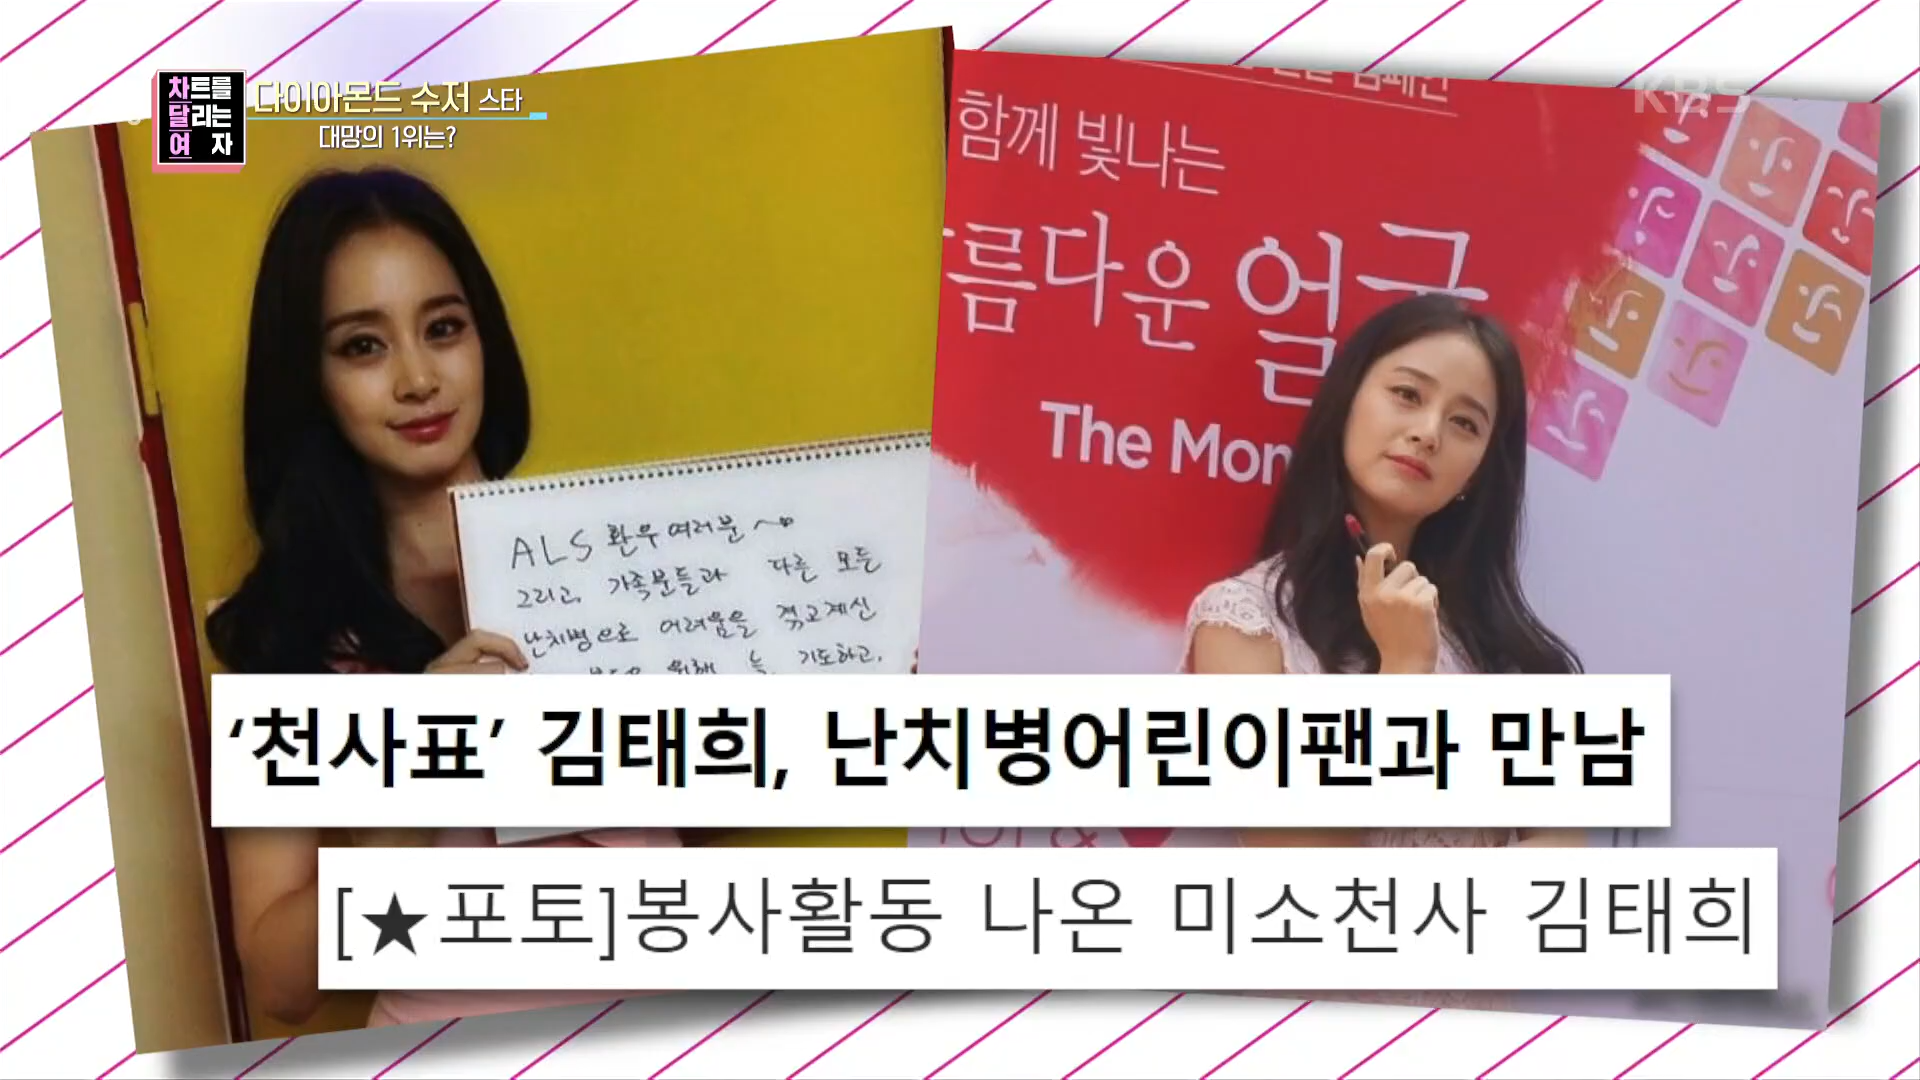 차트를
달리는
여자
다이아몬드 수저 스타
대망의 1위는?
KBS
함께 빛나는
아름다운 얼굴
The Mon
ALS 환우 여러분~♡
그리고, 가족분들과 다른 모든
난치병으로 어려움을 겪고계신
위해 늘 기도하고,
'천사표' 김태희, 난치병어린이팬과 만남
[★포토]봉사활동 나온 미소천사 김태희